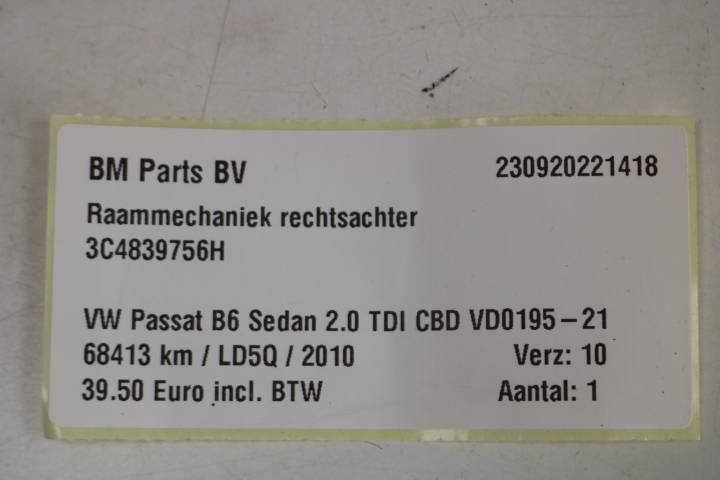 BM Parts BV 230920221418
Raammechaniek rechtsachter
3C4839756H
VW Passat B6 Sedan 2.0 TDI CBD VD0195-21
68413 km / LD5Q / 2010 Verz: 10
39.50 Euro incl. BTW Aantal: 1